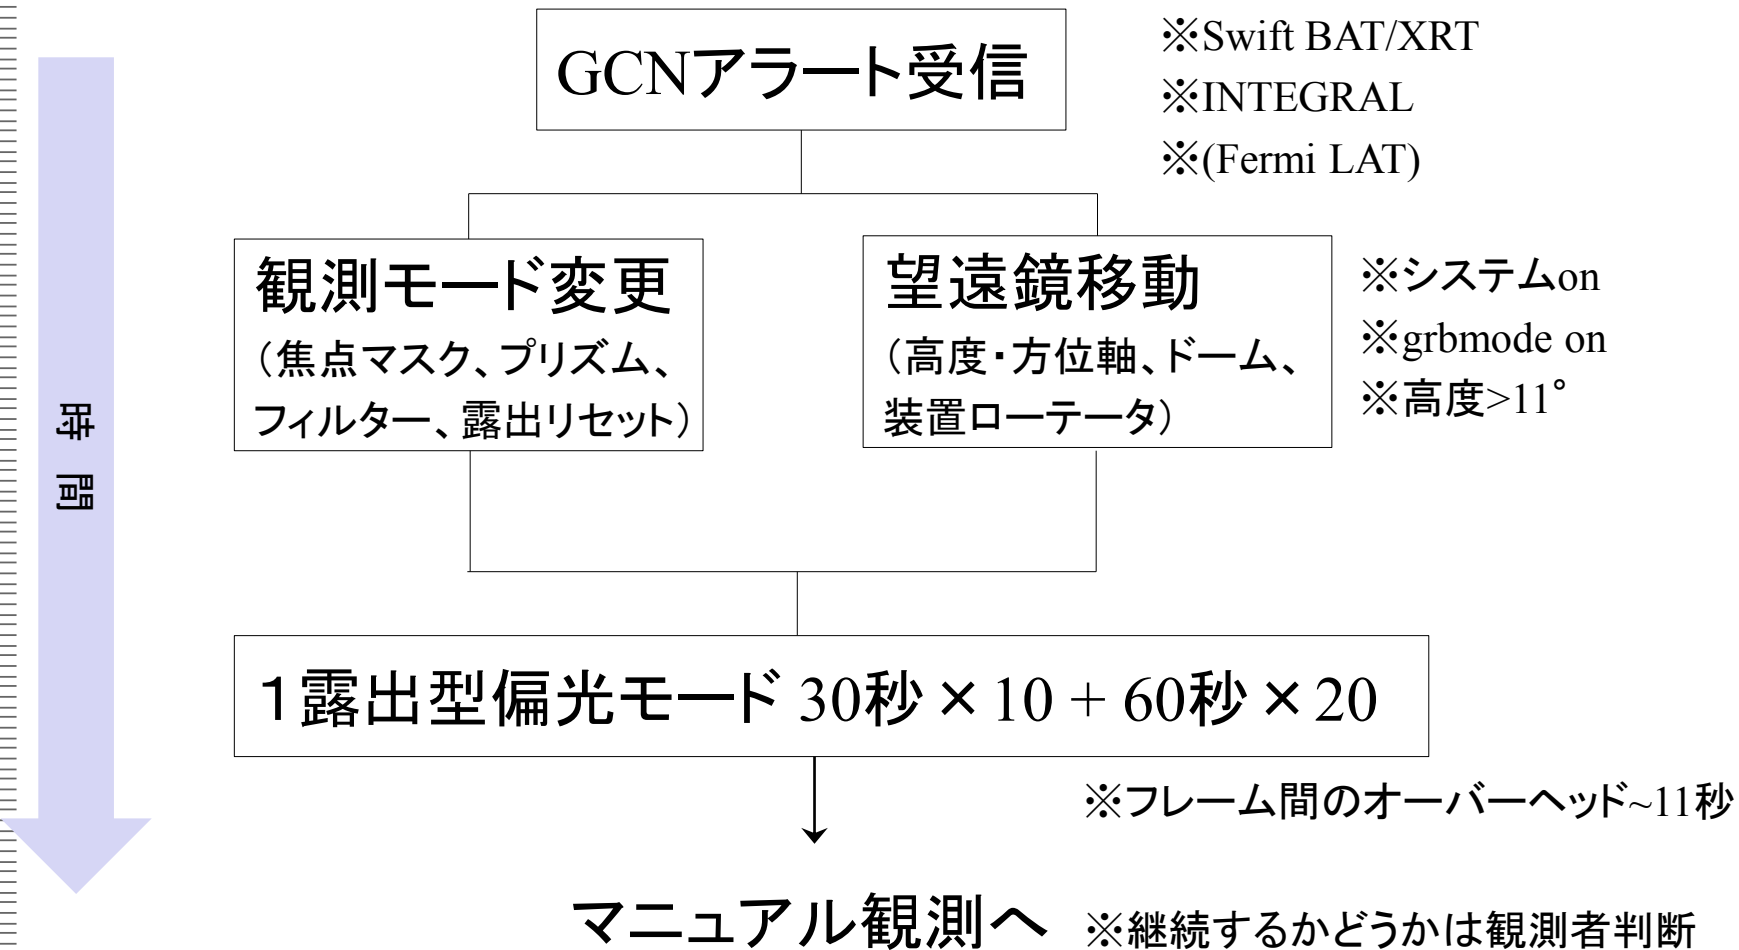 GCNアラート受信
※Swift BAT/XRT
※INTEGRAL
※(Fermi LAT)
観測モード変更
（焦点マスク、プリズム、
フィルター、露出リセット）
望遠鏡移動
（高度・方位軸、ドーム、
装置ローテータ）
※システムon
※grbmode on
※高度>11°
時間
１露出型偏光モード 30秒 × 10 + 60秒 × 20
※フレーム間のオーバーヘッド~11秒
マニュアル観測へ
※継続するかどうかは観測者判断